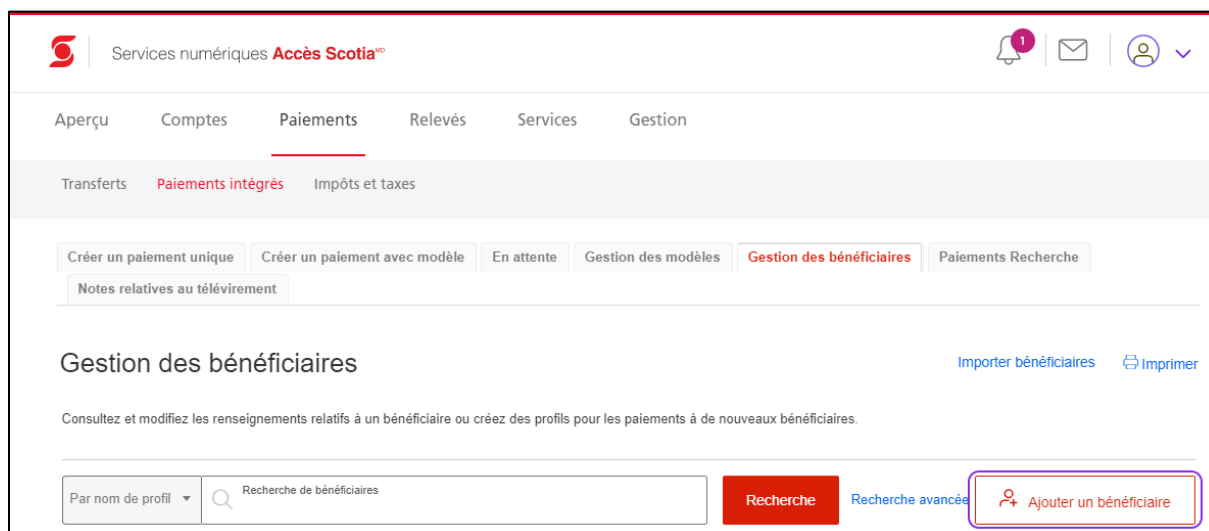 Services numériques Accès Scotia MD
1
Aperçu Comptes Paiements Relevés Services Gestion
Transferts Paiements intégrés Impôts et taxes
Créer un paiement unique Créer un paiement avec modèle En attente Gestion des modèles Gestion des bénéficiaires Paiements Recherche
Notes relatives au télévirement
Gestion des bénéficiaires
Importer bénéficiaires Imprimer
Consultez et modifiez les renseignements relatifs à un bénéficiaire ou créez des profils pour les paiements à de nouveaux bénéficiaires.
Par nom de profil Recherche de bénéficiaires Recherche Recherche avancée Ajouter un bénéficiaire